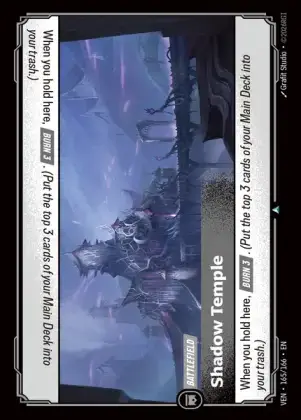 When you hold here, BURN 3 . (Put the top 3 cards of your Main Deck into
your trash.)
BATTLEFIELD
Shadow Temple
When you hold here, BURN 3 . (Put the top 3 cards of your Main Deck into
your trash.)
VEN • 165/166 • EN
Grafit Studio • ©2026RGT